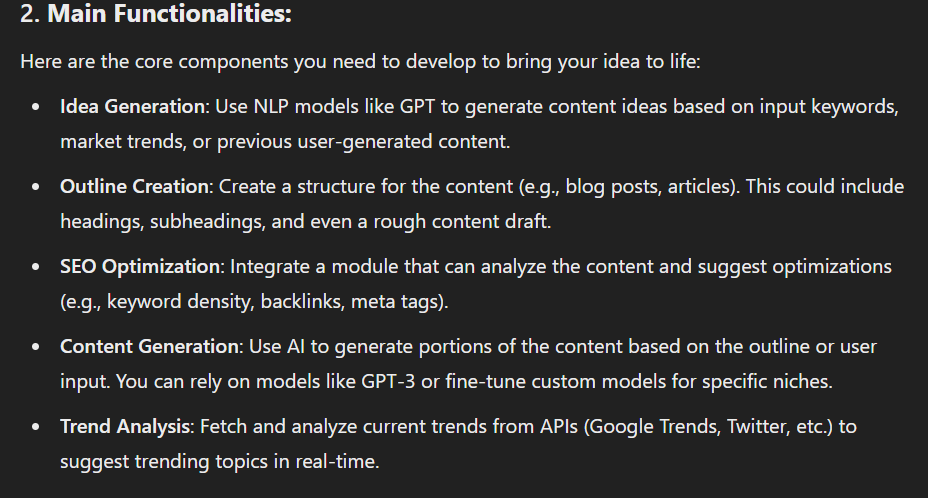 2. Main Functionalities:
Here are the core components you need to develop to bring your idea to life:
• Idea Generation: Use NLP models like GPT to generate content ideas based on input keywords,
market trends, or previous user-generated content.
• Outline Creation: Create a structure for the content (e.g., blog posts, articles). This could include
headings, subheadings, and even a rough content draft.
• SEO Optimization: Integrate a module that can analyze the content and suggest optimizations
(e.g., keyword density, backlinks, meta tags).
• Content Generation: Use AI to generate portions of the content based on the outline or user
input. You can rely on models like GPT-3 or fine-tune custom models for specific niches.
• Trend Analysis: Fetch and analyze current trends from APIs (Google Trends, Twitter, etc.) to
suggest trending topics in real-time.